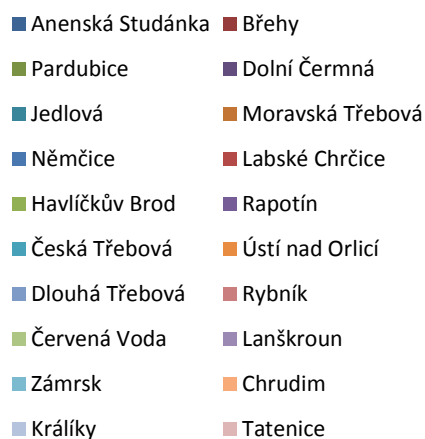 Anenská Studánka Břehy
Pardubice Dolní Čermná
Jedlová Moravská Třebová
Němčice Labské Chrčice
Havlíčkův Brod Rapotín
Česká Třebová Ústí nad Orlicí
Dlouhá Třebová Rybník
Červená Voda Lanškroun
Zámrsk Chrudim
Králíky Tatenice